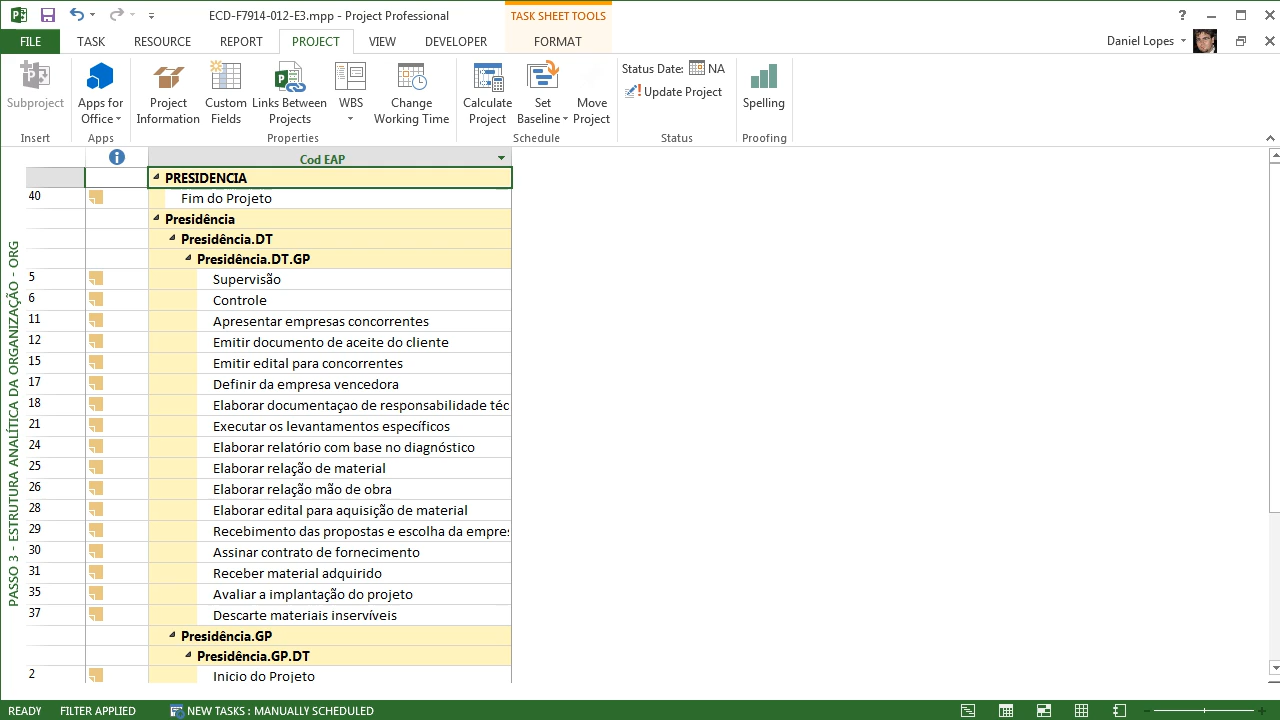 ECD-F7914-012-E3.mpp - Project Professional
TASK SHEET TOOLS
?
FILE
TASK
RESOURCE
REPORT
PROJECT
VIEW
DEVELOPER
FORMAT
Daniel Lopes
Subproject
Apps for Office
Project Information
Custom Fields
Links Between Projects
WBS
Change Working Time
Calculate Project
Set Baseline
Move Project
Status Date: NA
Update Project
Spelling
Insert
Apps
Properties
Schedule
Status
Proofing
PASSO 3 - ESTRUTURA ANALÍTICA DA ORGANIZAÇÃO - ORG
Cod EAP
PRESIDENCIA
40 Fim do Projeto
Presidência
Presidência.DT
Presidência.DT.GP
5 Supervisão
6 Controle
11 Apresentar empresas concorrentes
12 Emitir documento de aceite do cliente
15 Emitir edital para concorrentes
17 Definir da empresa vencedora
18 Elaborar documentaçao de responsabilidade téc
21 Executar os levantamentos específicos
24 Elaborar relatório com base no diagnóstico
25 Elaborar relação de material
26 Elaborar relação mão de obra
28 Elaborar edital para aquisição de material
29 Recebimento das propostas e escolha da empre
30 Assinar contrato de fornecimento
31 Receber material adquirido
35 Avaliar a implantação do projeto
37 Descarte materiais inservíveis
Presidência.GP
Presidência.GP.DT
2 Inicio do Projeto
READY
FILTER APPLIED
NEW TASKS : MANUALLY SCHEDULED